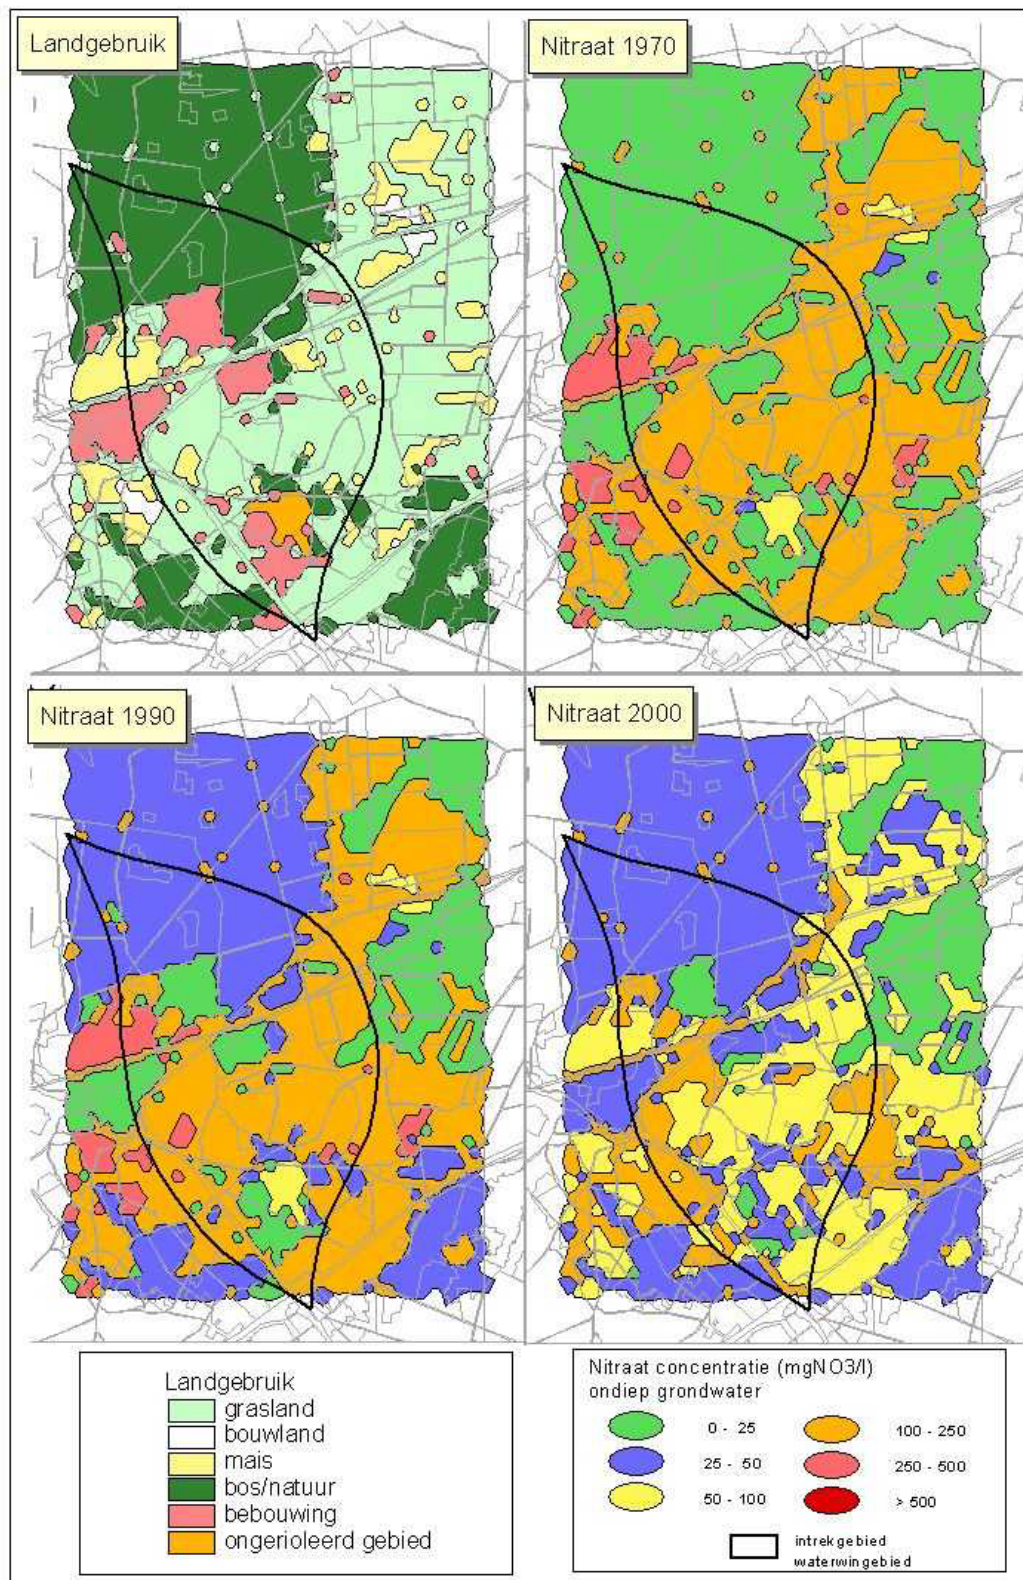 Landgebruik
Nitraat 1970
Nitraat 1990
Nitraat 2000
Landgebruik
grasland
bouwland
mais
bos/natuur
bebouwing
ongerioleerd gebied
Nitraat concentratie (mgNO3/l)
ondiep grondwater
0 - 25
25 - 50
50 - 100
100 - 250
250 - 500
> 500
intrekgebied
waterwingebied